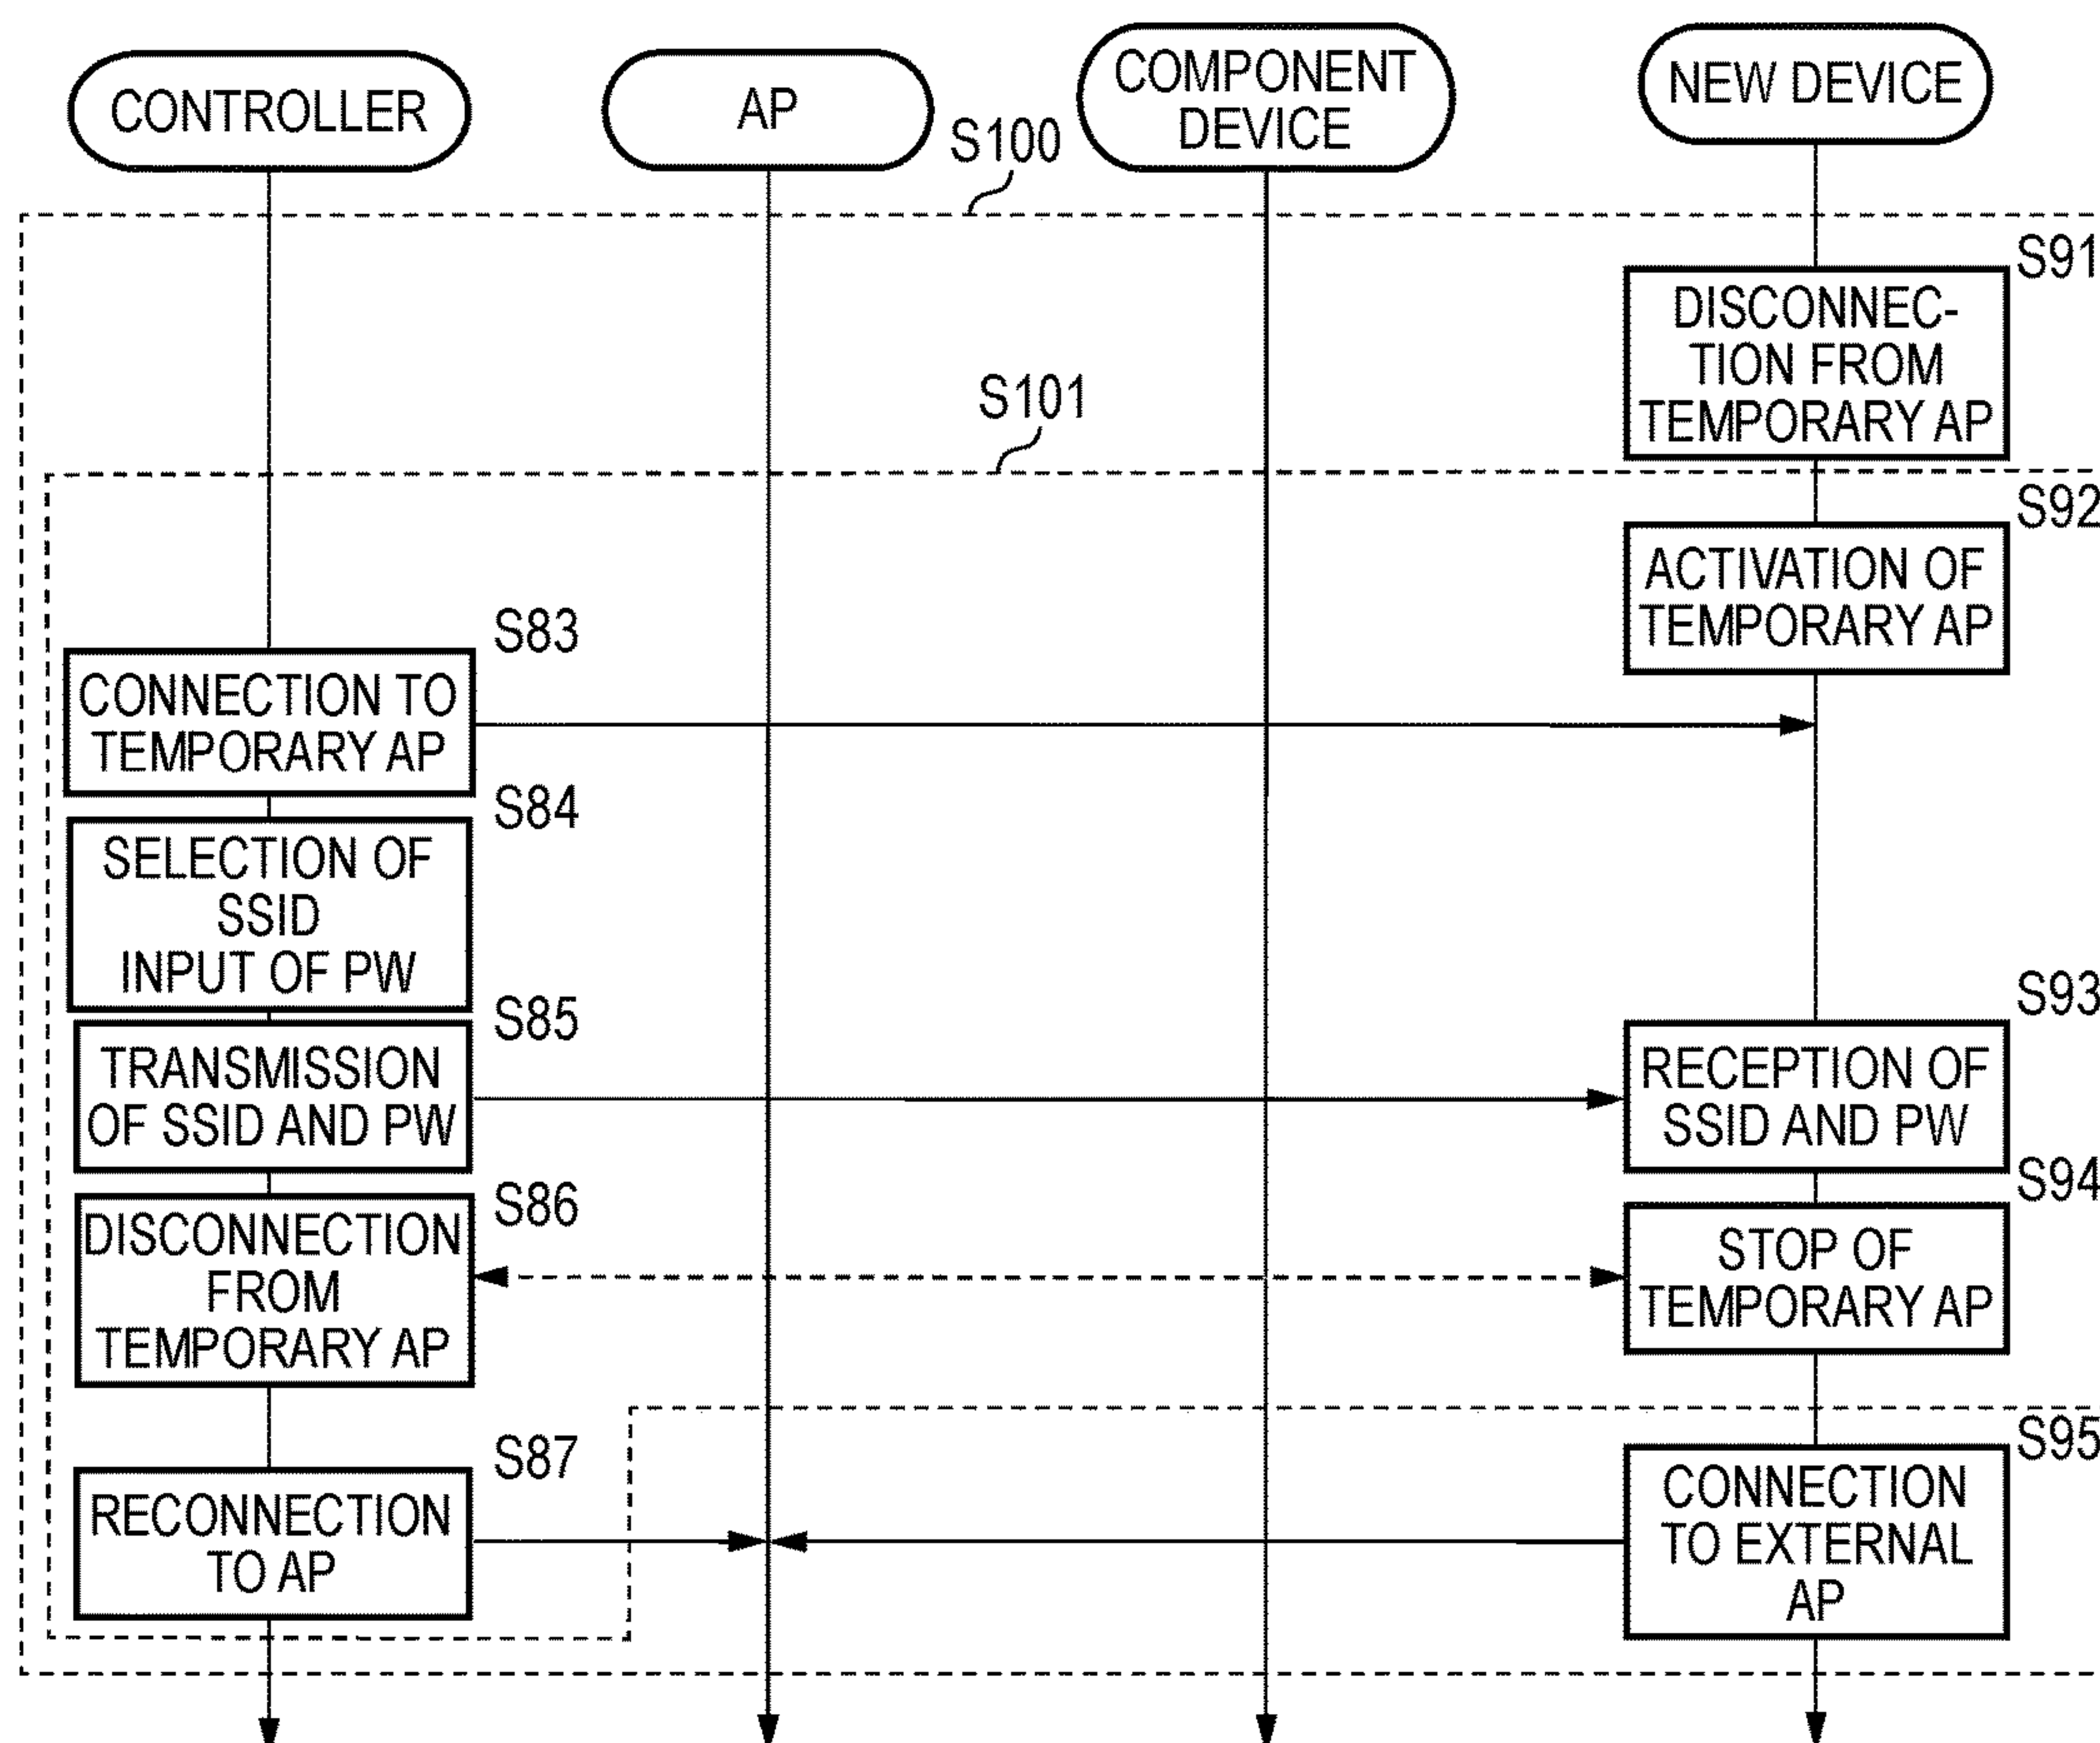 CONTROLLER
AP
COMPONENT
DEVICE
NEW DEVICE
S100
S91
DISCONNEC-
TION FROM
TEMPORARY AP
S101
S92
ACTIVATION OF
TEMPORARY AP
S83
CONNECTION TO
TEMPORARY AP
S84
SELECTION OF
SSID
INPUT OF PW
S85
TRANSMISSION
OF SSID AND PW
S93
RECEPTION OF
SSID AND PW
S86
DISCONNECTION
FROM
TEMPORARY AP
S94
STOP OF
TEMPORARY AP
S87
RECONNECTION
TO AP
S95
CONNECTION
TO EXTERNAL
AP